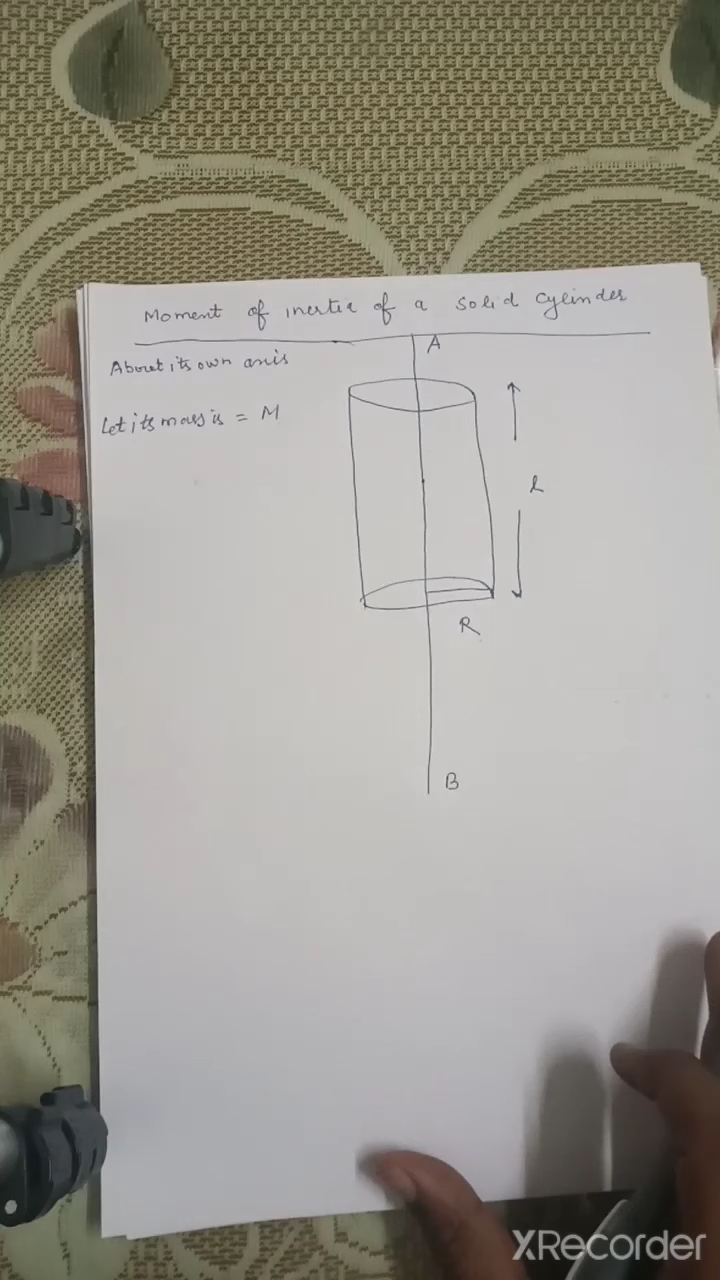 Moment of inertia of a solid cylinder
A
About its own axis
Let its mass is = M
l
R
B
XRecorder